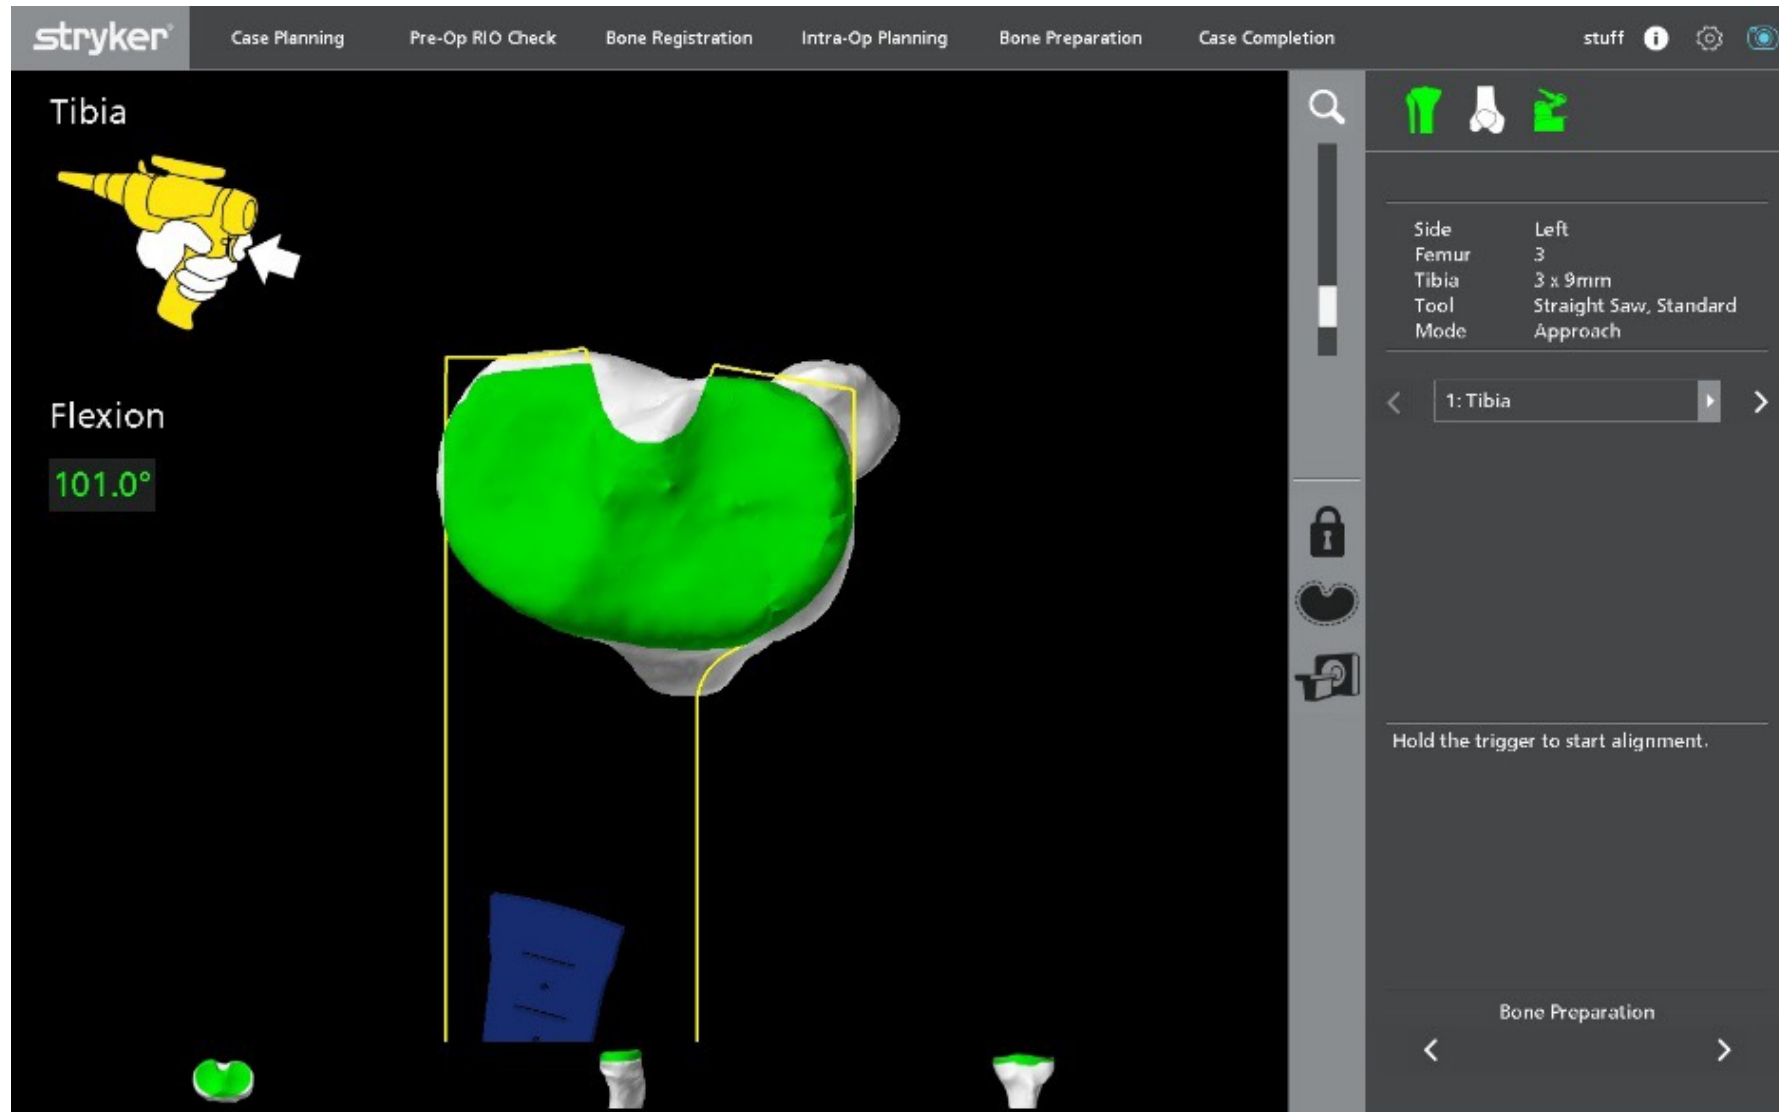 stryker
Case Planning
Pre-Op RIO Check
Bone Registration
Intra-Op Planning
Bone Preparation
Case Completion
stuff
Tibia
Flexion
101.0°
Side Left
Femur 3
Tibia 3 x 9mm
Tool Straight Saw, Standard
Mode Approach
1: Tibia
Hold the trigger to start alignment.
Bone Preparation